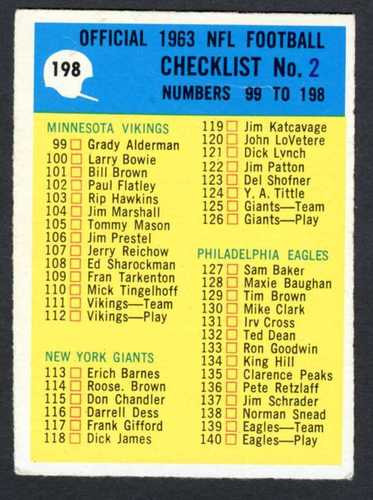 OFFICIAL 1963 NFL FOOTBALL
198
CHECKLIST No. 2
NUMBERS 99 TO 198
MINNESOTA VIKINGS
99 Grady Alderman
100 Larry Bowie
101 Bill Brown
102 Paul Flatley
103 Rip Hawkins
104 Jim Marshall
105 Tommy Mason
106 Jim Prestel
107 Jerry Reichow
108 Ed Sharockman
109 Fran Tarkenton
110 Mick Tingelhoff
111 Vikings—Team
112 Vikings—Play
NEW YORK GIANTS
113 Erich Barnes
114 Roose. Brown
115 Don Chandler
116 Darrell Dess
117 Frank Gifford
118 Dick James
119 Jim Katcavage
120 John LoVetere
121 Dick Lynch
122 Jim Patton
123 Del Shofner
124 Y. A. Tittle
125 Giants—Team
126 Giants—Play
PHILADELPHIA EAGLES
127 Sam Baker
128 Maxie Baughan
129 Tim Brown
130 Mike Clark
131 Irv Cross
132 Ted Dean
133 Ron Goodwin
134 King Hill
135 Clarence Peaks
136 Pete Retzlaff
137 Jim Schrader
138 Norman Snead
139 Eagles—Team
140 Eagles—Play